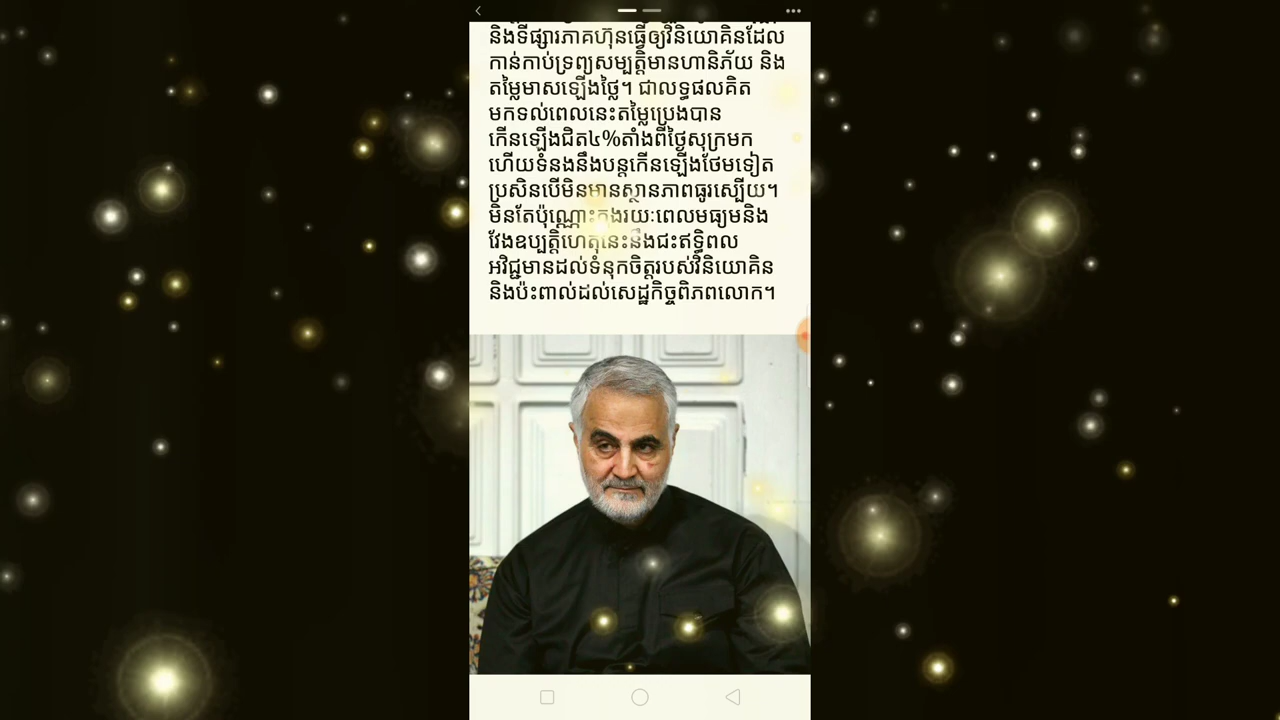 និងទីផ្សារភាគហ៊ុនធ្វើឲ្យវិនិយោគិនដែល
កាន់កាប់ទ្រព្យសម្បត្តិមានហានិភ័យ និង
តម្លៃមាសឡើងថ្លៃ។ ជាលទ្ធផលគិត
មកទល់ពេលនេះតម្លៃប្រេងបាន
កើនឡើងជិត៤%តាំងពីថ្ងៃសុក្រមក
ហើយទំនងនឹងបន្តកើនឡើងថែមទៀត
ប្រសិនបើមិនមានស្ថានភាពធូរស្បើយ។
មិនតែប៉ុណ្ណោះក្នុងរយៈពេលមធ្យមនិង
វែងឧប្បត្តិហេតុនេះនឹងជះឥទ្ធិពល
អវិជ្ជមានដល់ទំនុកចិត្តរបស់វិនិយោគិន
និងប៉ះពាល់ដល់សេដ្ឋកិច្ចពិភពលោក។